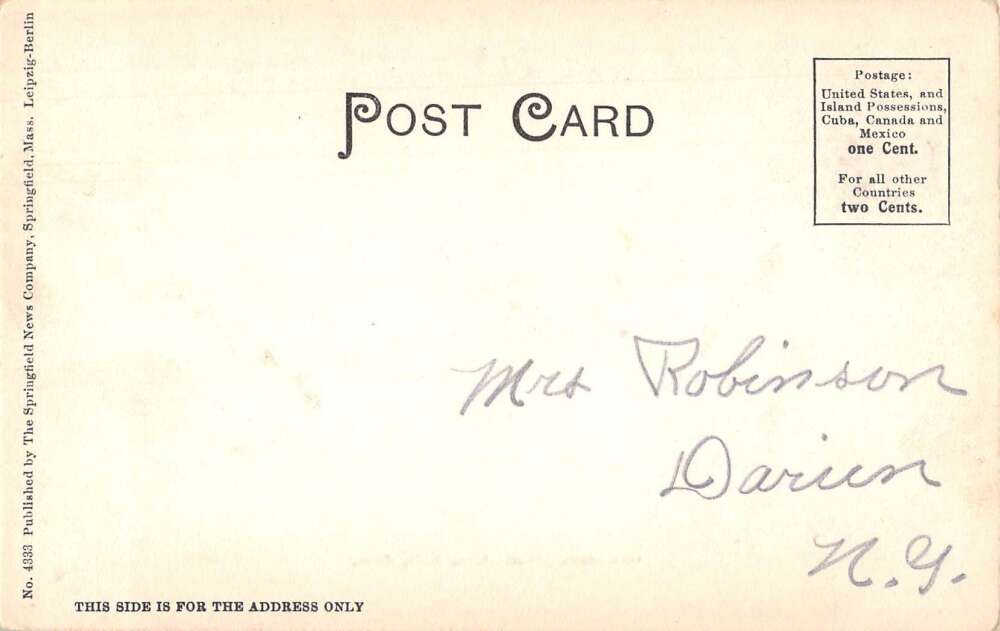 POST CARD
Postage:
United States, and
Island Possessions,
Cuba, Canada and
Mexico
one Cent.
For all other
Countries
two Cents.
Mrs Robinson
Darien
N.Y.
THIS SIDE IS FOR THE ADDRESS ONLY
No. 4333 Published by The Springfield News Company, Springfield, Mass. Leipzig-Berlin